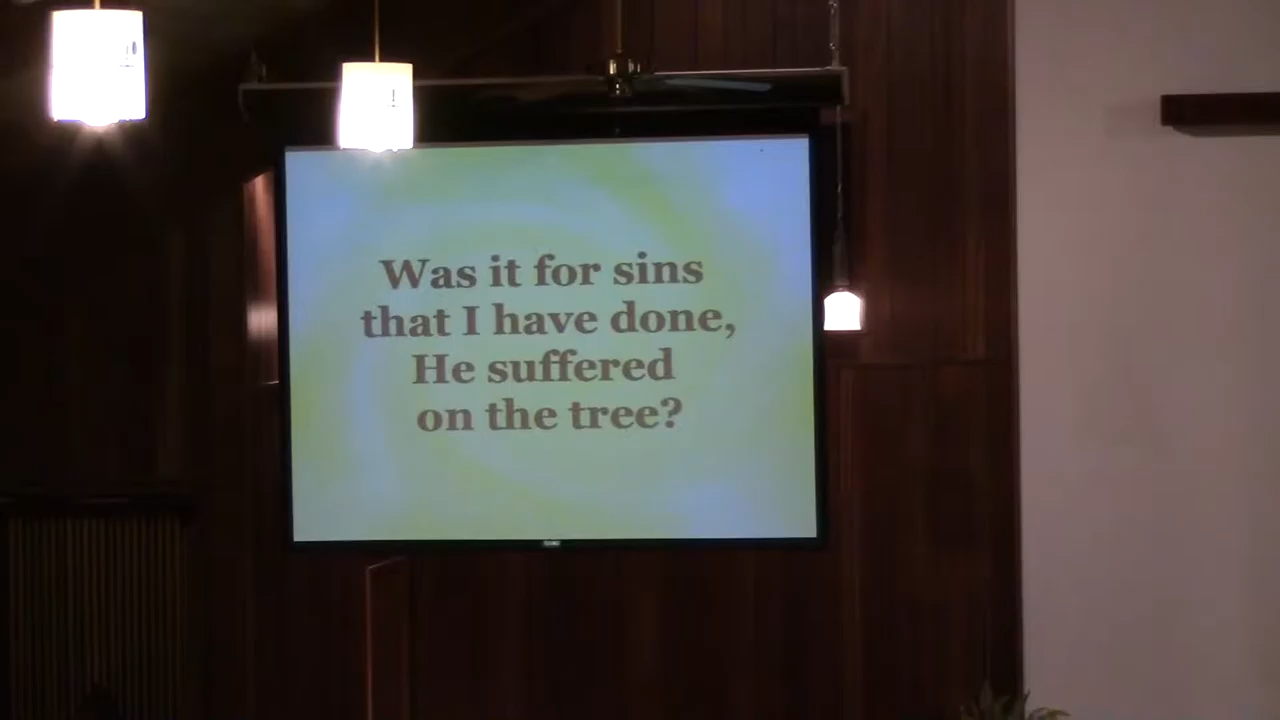 Was it for sins
that I have done,
He suffered
on the tree?